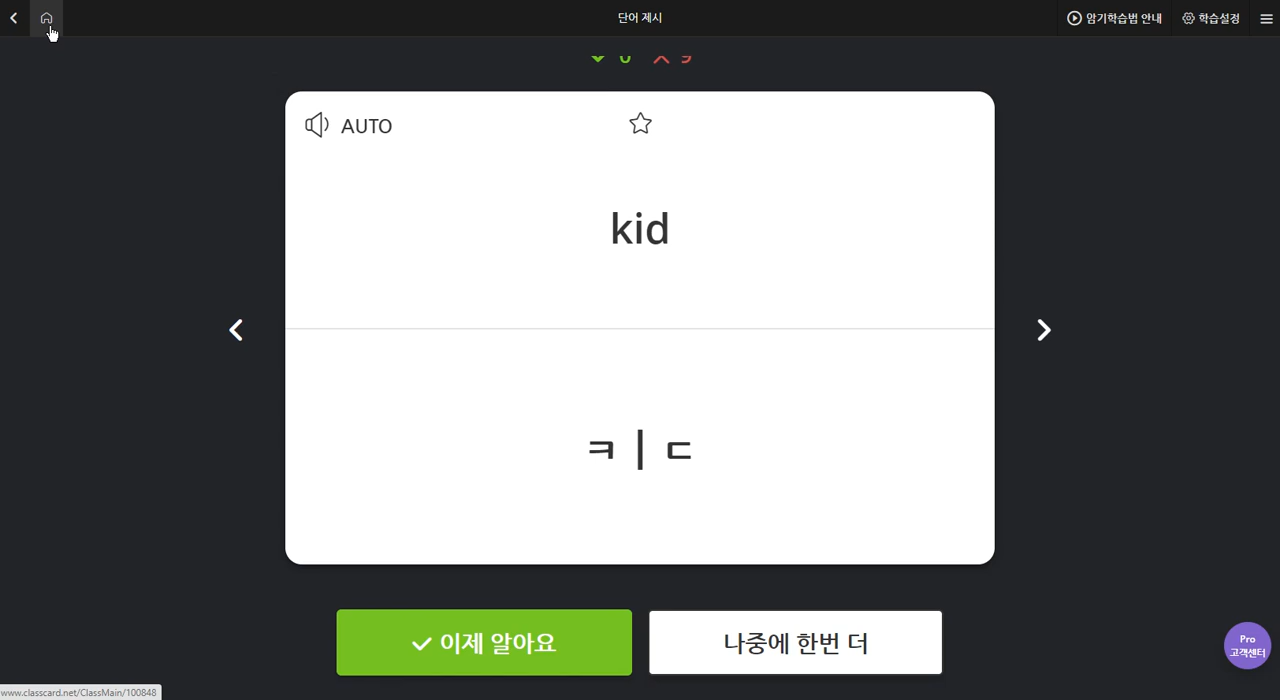 단어 제시
암기학습법 안내
학습설정
AUTO
kid
ㅋㅣㄷ
이제 알아요
나중에 한번 더
Pro
고객센터
www.classcard.net/ClassMain/100848